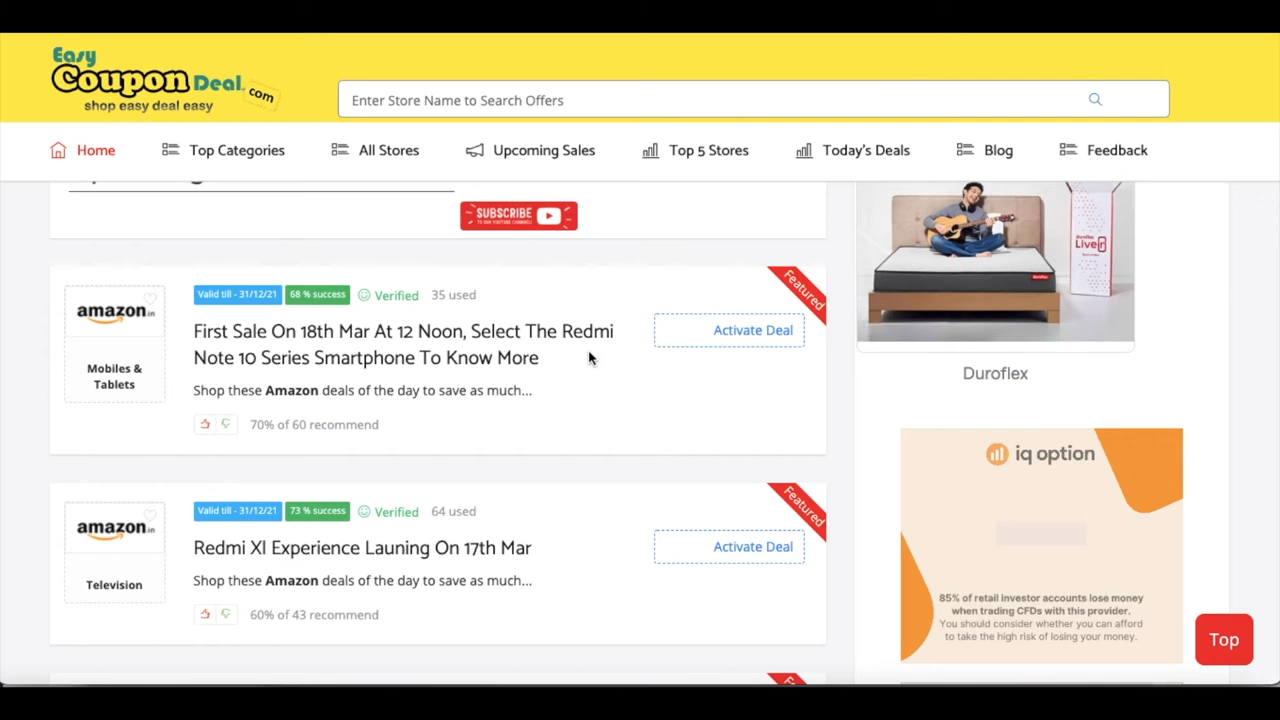 Easy
Coupon Deal.com
shop easy deal easy
Enter Store Name to Search Offers
Home
Top Categories
All Stores
Upcoming Sales
Top 5 Stores
Today's Deals
Blog
Feedback
SUBSCRIBE
TO OUR YOUTUBE CHANNEL
Featured
amazon.in
Mobiles &
Tablets
Valid till - 31/12/21 68 % success Verified 35 used
First Sale On 18th Mar At 12 Noon, Select The Redmi
Note 10 Series Smartphone To Know More
Shop these Amazon deals of the day to save as much...
70% of 60 recommend
Activate Deal
Featured
amazon.in
Television
Valid till - 31/12/21 73 % success Verified 64 used
Redmi XI Experience Launing On 17th Mar
Shop these Amazon deals of the day to save as much...
60% of 43 recommend
Activate Deal
duroflex
LiveIn
Duroflex
iq option
85% of retail investor accounts lose money
when trading CFDs with this provider.
You should consider whether you can afford
to take the high risk of losing your money.
Top